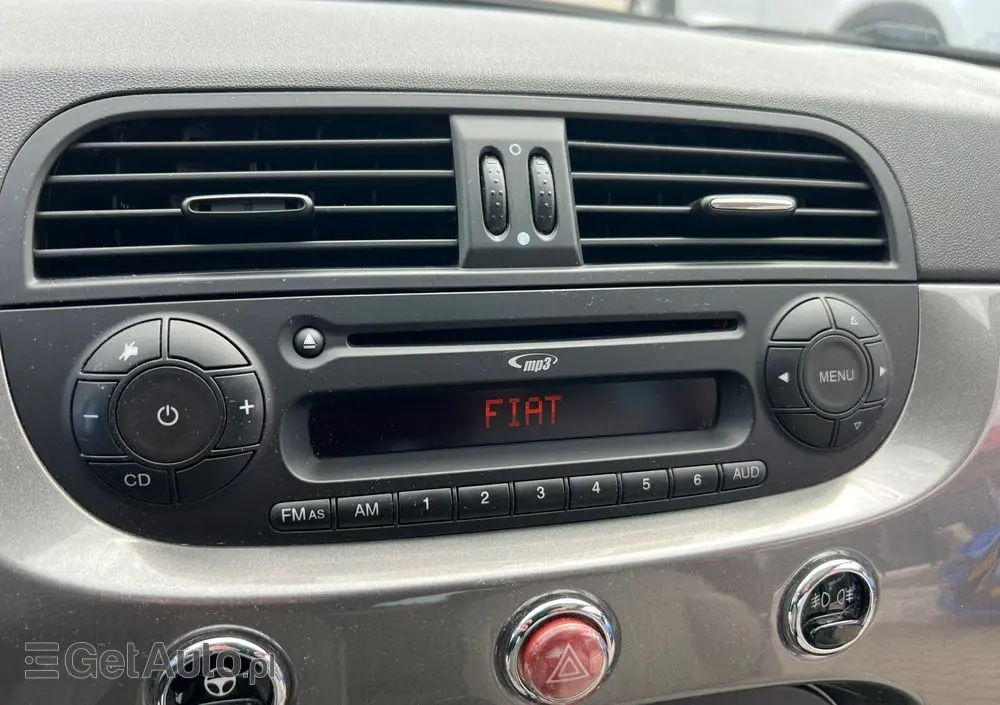 mp3
FIAT
MENU
CD
FM AS AM 1 2 3 4 5 6 AUD
GetAuto.pl